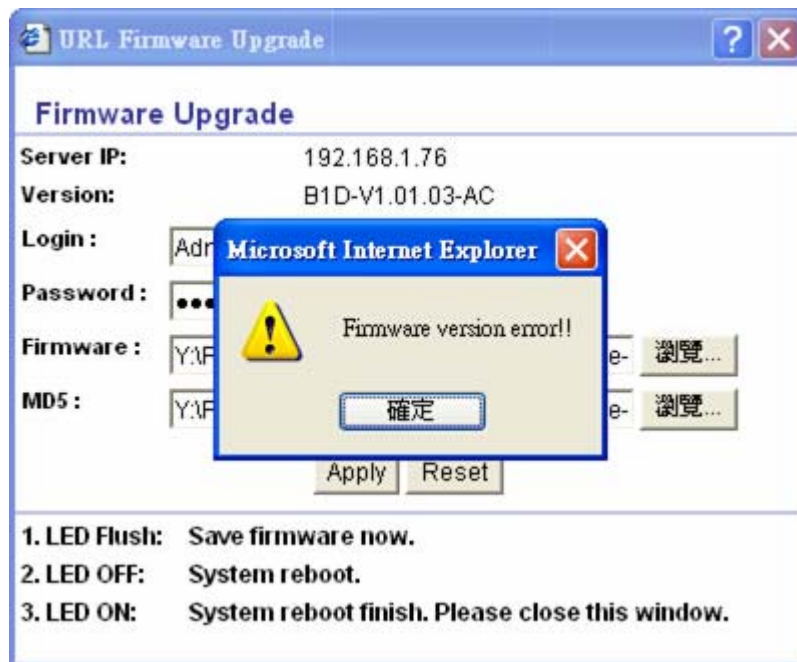 URL Firmware Upgrade
Firmware Upgrade
Server IP: 192.168.1.76
Version: B1D-V1.01.03-AC
Login :
Microsoft Internet Explorer
Password : ●●●
Firmware version error!!
Firmware : Y:\F e- 瀏覽...
MD5 : Y:\F e- 瀏覽...
確定
Apply Reset
1. LED Flush: Save firmware now.
2. LED OFF: System reboot.
3. LED ON: System reboot finish. Please close this window.